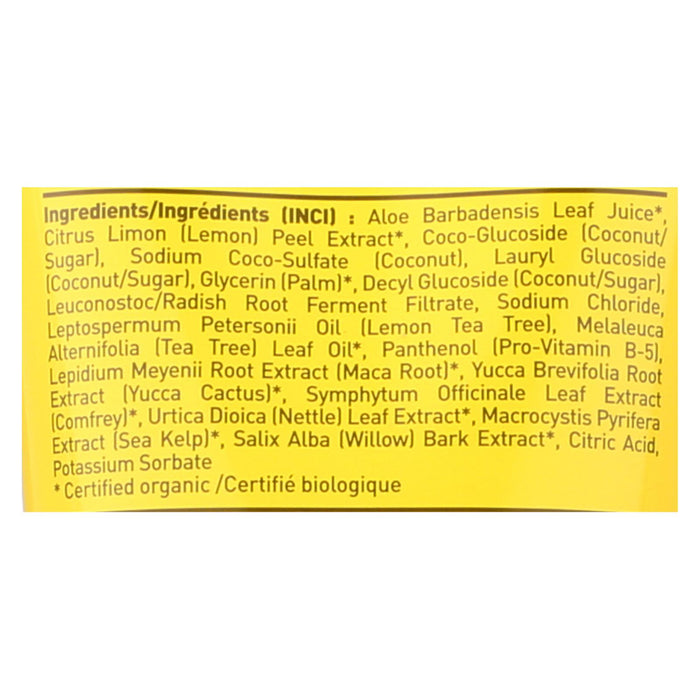 Ingredients/Ingrédients (INCI) : Aloe Barbadensis Leaf Juice*,
Citrus Limon (Lemon) Peel Extract*, Coco-Glucoside (Coconut/
Sugar), Sodium Coco-Sulfate (Coconut), Lauryl Glucoside
(Coconut/Sugar), Glycerin (Palm)*, Decyl Glucoside (Coconut/Sugar),
Leuconostoc/Radish Root Ferment Filtrate, Sodium Chloride,
Leptospermum Petersonii Oil (Lemon Tea Tree), Melaleuca
Alternifolia (Tea Tree) Leaf Oil*, Panthenol (Pro-Vitamin B-5),
Lepidium Meyenii Root Extract (Maca Root)*, Yucca Brevifolia Root
Extract (Yucca Cactus)*, Symphytum Officinale Leaf Extract
(Comfrey)*, Urtica Dioica (Nettle) Leaf Extract*, Macrocystis Pyrifera
Extract (Sea Kelp)*, Salix Alba (Willow) Bark Extract*, Citric Acid,
Potassium Sorbate
*Certified organic /Certifié biologique